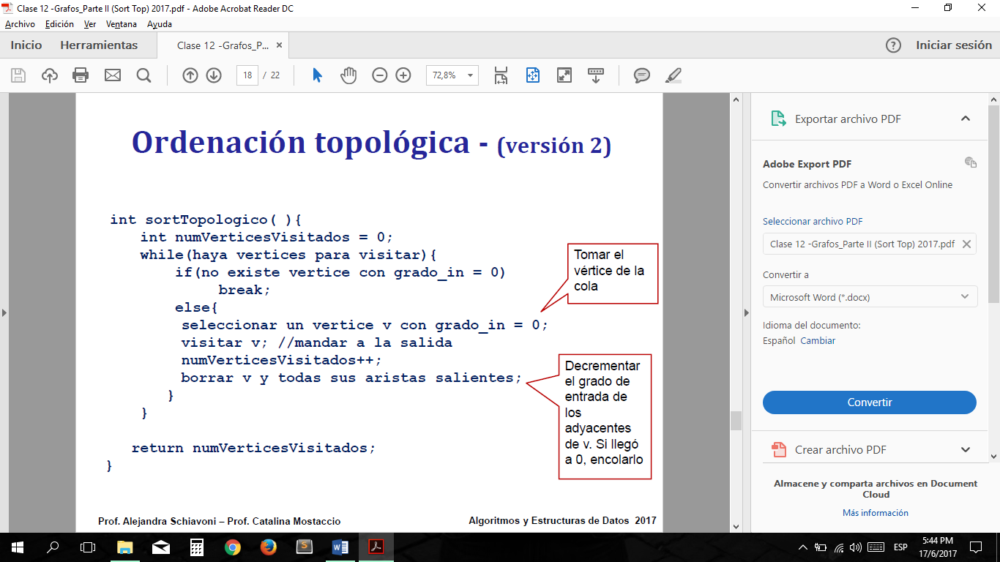 Clase 12 -Grafos_Parte II (Sort Top) 2017.pdf - Adobe Acrobat Reader DC
Archivo Edición Ver Ventana Ayuda
Inicio Herramientas Clase 12 -Grafos_P... × ? Iniciar sesión
18 / 22 72,8%
Ordenación topológica - (versión 2)
int sortTopologico( ){
int numVerticesVisitados = 0;
while(haya vertices para visitar){
if(no existe vertice con grado_in = 0)
break;
else{
seleccionar un vertice v con grado_in = 0;
visitar v; //mandar a la salida
numVerticesVisitados++;
borrar v y todas sus aristas salientes;
}
}
return numVerticesVisitados;
}
Tomar el
vértice de la
cola
Decrementar
el grado de
entrada de
los
adyacentes
de v. Si llegó
a 0, encolarlo
Prof. Alejandra Schiavoni – Prof. Catalina Mostaccio
Algoritmos y Estructuras de Datos 2017
Exportar archivo PDF
Adobe Export PDF
Convertir archivos PDF a Word o Excel Online
Seleccionar archivo PDF
Clase 12 -Grafos_Parte II (Sort Top) 2017.pdf
Convertir a
Microsoft Word (*.docx)
Idioma del documento:
Español Cambiar
Convertir
Crear archivo PDF
Almacene y comparta archivos en Document
Cloud
Más información
S W
ESP
5:44 PM
17/6/2017